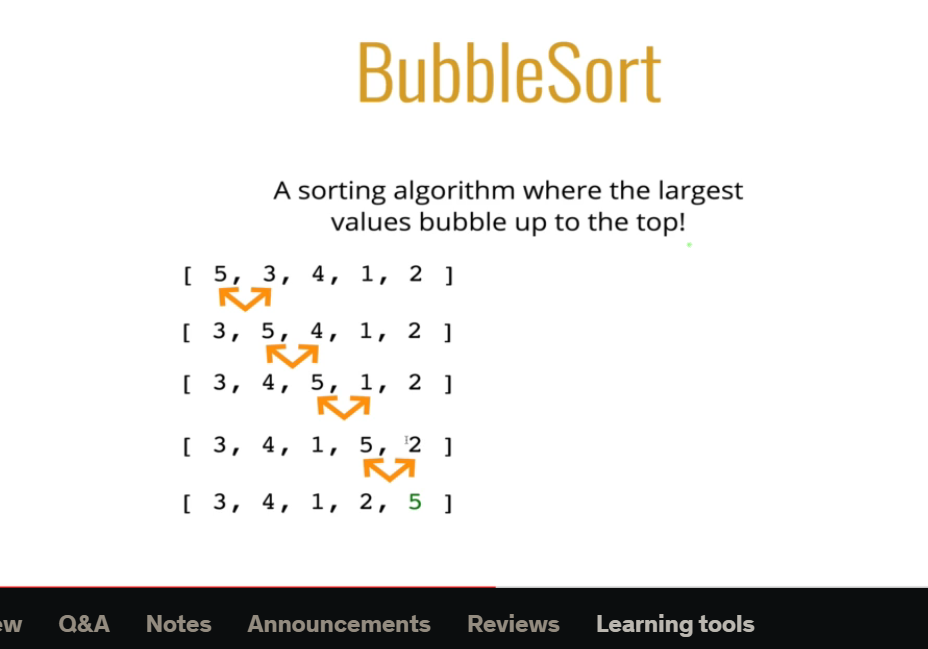 BubbleSort
A sorting algorithm where the largest
values bubble up to the top!
[ 5, 3, 4, 1, 2 ]
[ 3, 5, 4, 1, 2 ]
[ 3, 4, 5, 1, 2 ]
[ 3, 4, 1, 5, 2 ]
[ 3, 4, 1, 2, 5 ]
ew Q&A Notes Announcements Reviews Learning tools